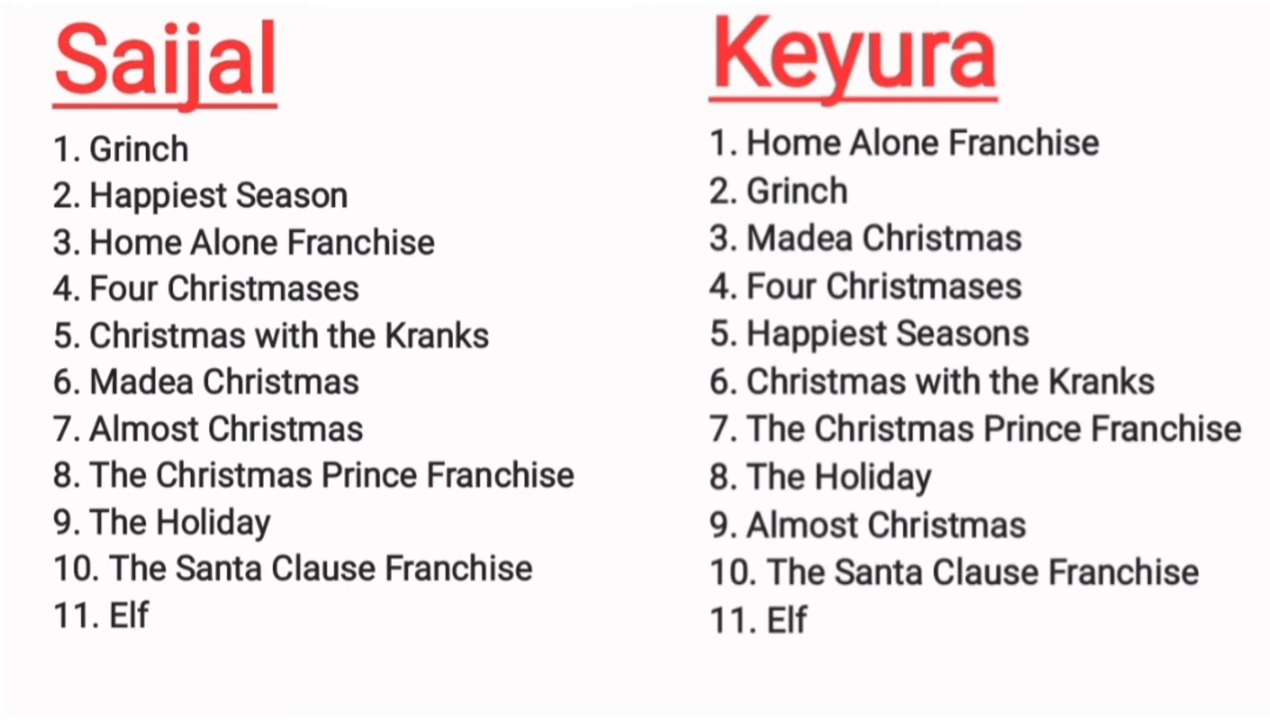 Saijal
1. Grinch
2. Happiest Season
3. Home Alone Franchise
4. Four Christmases
5. Christmas with the Kranks
6. Madea Christmas
7. Almost Christmas
8. The Christmas Prince Franchise
9. The Holiday
10. The Santa Clause Franchise
11. Elf
Keyura
1. Home Alone Franchise
2. Grinch
3. Madea Christmas
4. Four Christmases
5. Happiest Seasons
6. Christmas with the Kranks
7. The Christmas Prince Franchise
8. The Holiday
9. Almost Christmas
10. The Santa Clause Franchise
11. Elf